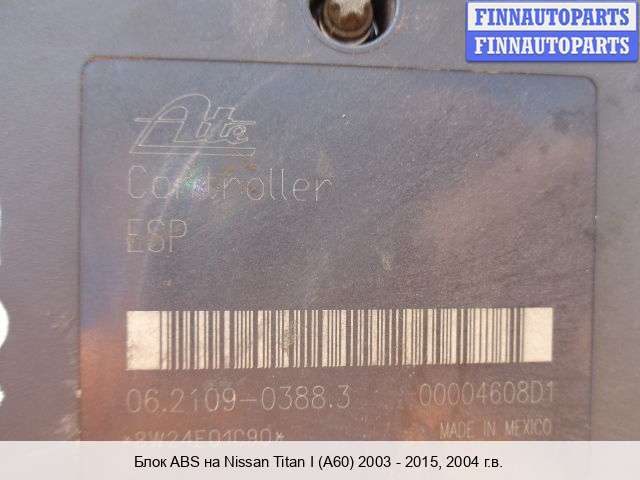 FINNAUTOPARTS
FINNAUTOPARTS
Ate
Controller
ESP
06.2109-0388.3 00004608D1
MADE IN MEXICO
Блок ABS на Nissan Titan I (A60) 2003 - 2015, 2004 г.в.